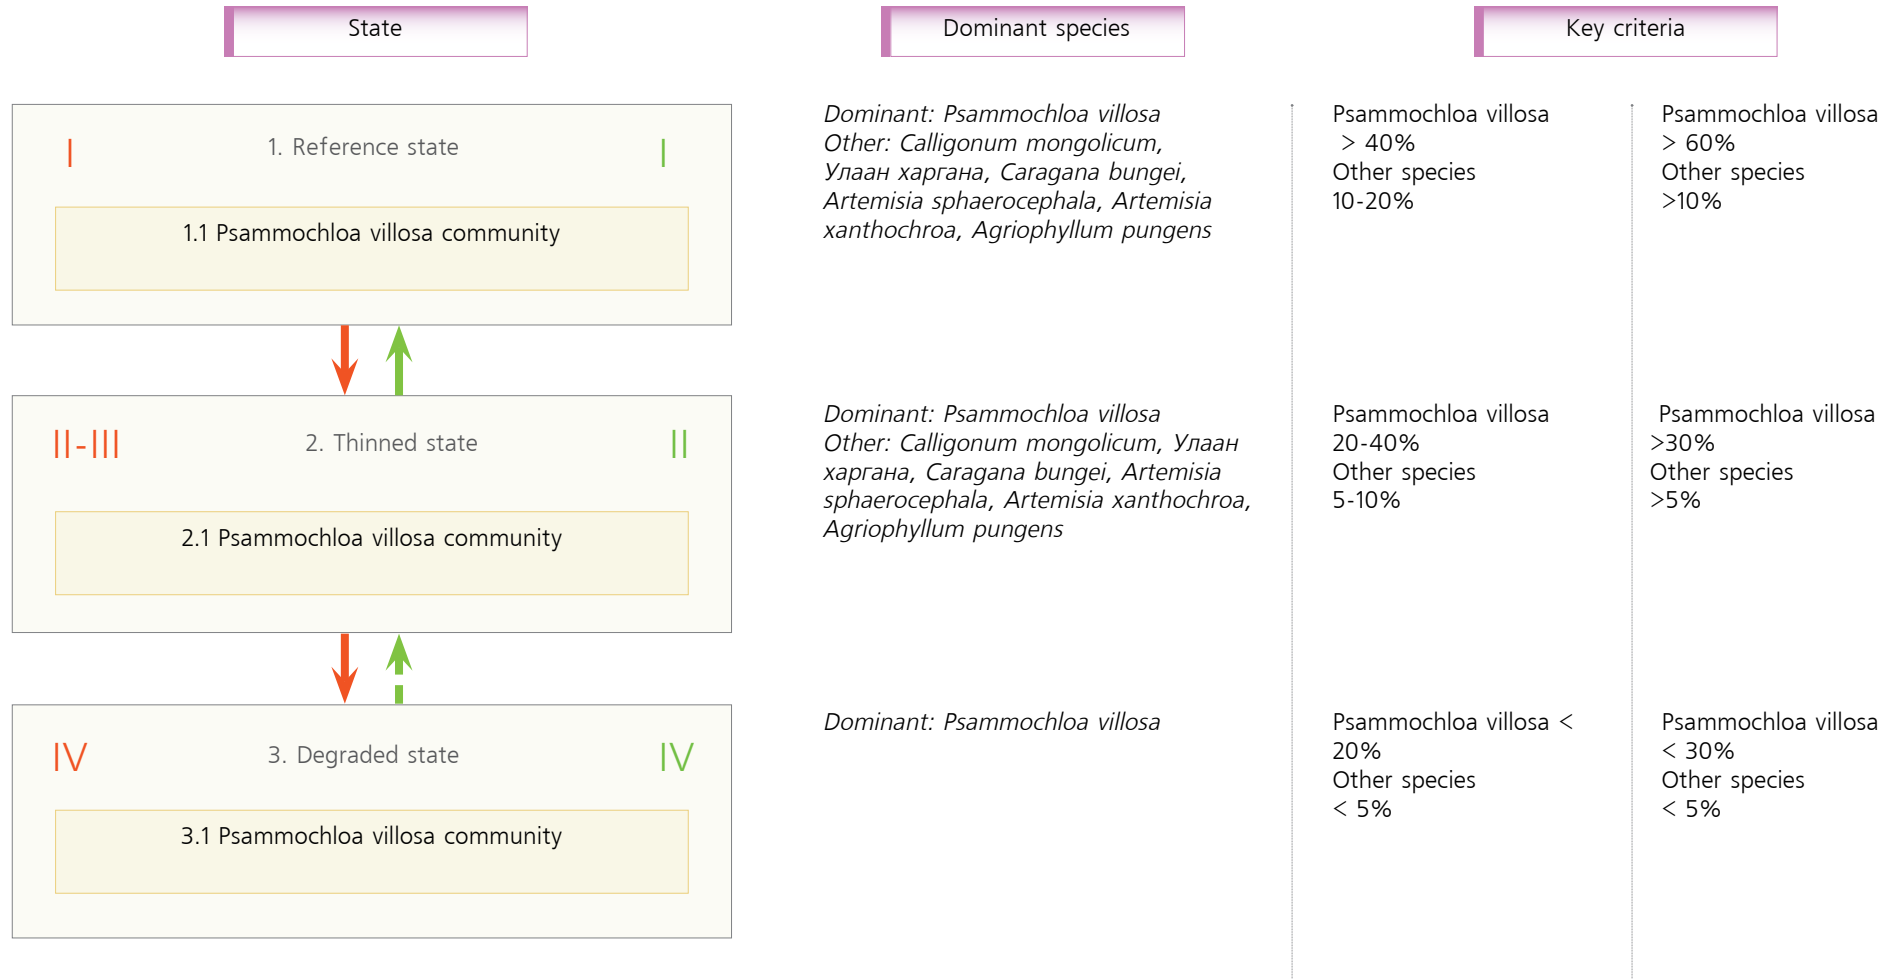 State
Dominant species
Key criteria
I
1. Reference state
I
1.1 Psammochloa villosa community
Dominant: Psammochloa villosa
Other: Calligonum mongolicum,
Улаан харгана, Caragana bungei,
Artemisia sphaerocephala, Artemisia
xanthochroa, Agriophyllum pungens
Psammochloa villosa
> 40%
Other species
10-20%
Psammochloa villosa
> 60%
Other species
>10%
II-III
2. Thinned state
II
2.1 Psammochloa villosa community
Dominant: Psammochloa villosa
Other: Calligonum mongolicum, Улаан
харгана, Caragana bungei, Artemisia
sphaerocephala, Artemisia xanthochroa,
Agriophyllum pungens
Psammochloa villosa
20-40%
Other species
5-10%
Psammochloa villosa
>30%
Other species
>5%
IV
3. Degraded state
IV
3.1 Psammochloa villosa community
Dominant: Psammochloa villosa
Psammochloa villosa <
20%
Other species
< 5%
Psammochloa villosa
< 30%
Other species
< 5%